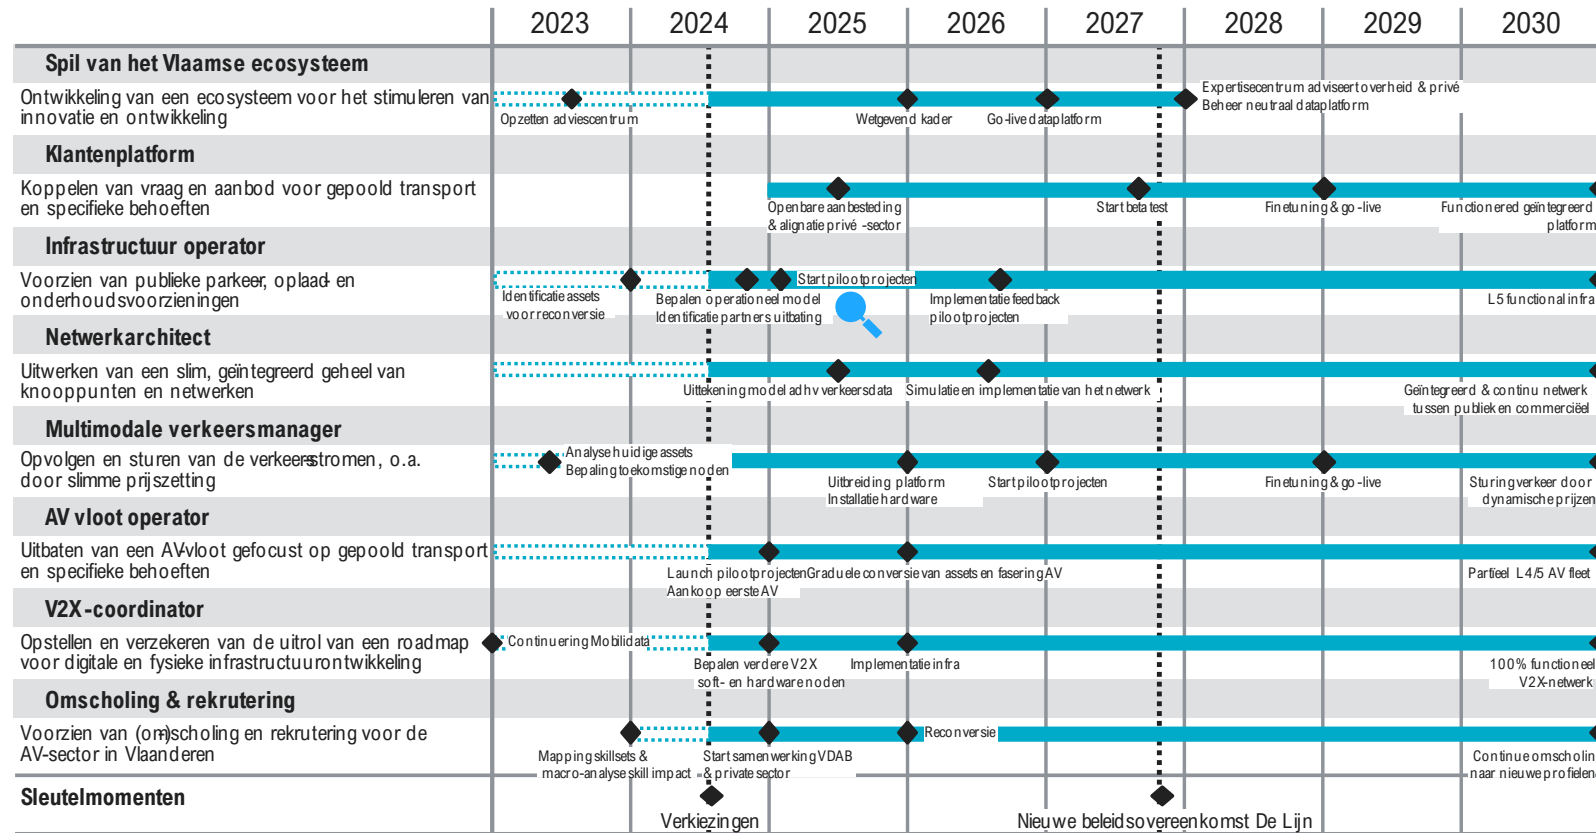 2023 2024 2025 2026 2027 2028 2029 2030
Spil van het Vlaamse ecosysteem
Ontwikkeling van een ecosysteem voor het stimuleren van
innovatie en ontwikkeling
Opzetten adviescentrum
Wetgevend kader
Go-live dataplatform
Expertisecentrum adviseert overheid & privé
Beheer neutraal dataplatform
Klantenplatform
Koppelen van vraag en aanbod voor gepoold transport
en specifieke behoeften
Openbare aanbesteding
& alignatie privé -sector
Start beta test
Finetuning & go-live
Functionered geïntegreerd
platform
Infrastructuur operator
Voorzien van publieke parkeer, oplaad- en
onderhoudsvoorzieningen
Identificatie assets
voor reconversie
Bepalen operationeel model
Identificatie partners uitbating
Start pilootprojecten
Implementatie feedback
pilootprojecten
L5 functional infra
Netwerkarchitect
Uitwerken van een slim, geïntegreerd geheel van
knooppunten en netwerken
Uittekening model adhv verkeersdata
Simulatie en implementatie van het netwerk
Geïntegreerd & continu netwerk
tussen publiek en commerciëel
Multimodale verkeersmanager
Opvolgen en sturen van de verkeersstromen, o.a.
door slimme prijszetting
Analyse huidige assets
Bepaling toekomstige noden
Uitbreiding platform
Installatie hardware
Start pilootprojecten
Finetuning & go-live
Sturing verkeer door
dynamische prijzen
AV vloot operator
Uitbaten van een AV-vloot gefocust op gepoold transport
en specifieke behoeften
Launch pilootprojecten
Aankoop eerste AV
Graduele conversie van assets en fasering AV
Partieel L4/5 AV fleet
V2X-coordinator
Opstellen en verzekeren van de uitrol van een roadmap
voor digitale en fysieke infrastructuurontwikkeling
Continuering Mobilidata
Bepalen verdere V2X
soft- en hardware noden
Implementatie infra
100% functioneel
V2X-netwerk
Omscholing & rekrutering
Voorzien van (om-)scholing en rekrutering voor de
AV-sector in Vlaanderen
Mapping skillsets &
macro-analyse skill impact
Start samenwerking VDAB
& private sector
Reconversie
Continue omscholin
naar nieuwe profielen
Sleutelmomenten
Verkiezingen
Nieuwe beleidsovereenkomst De Lijn